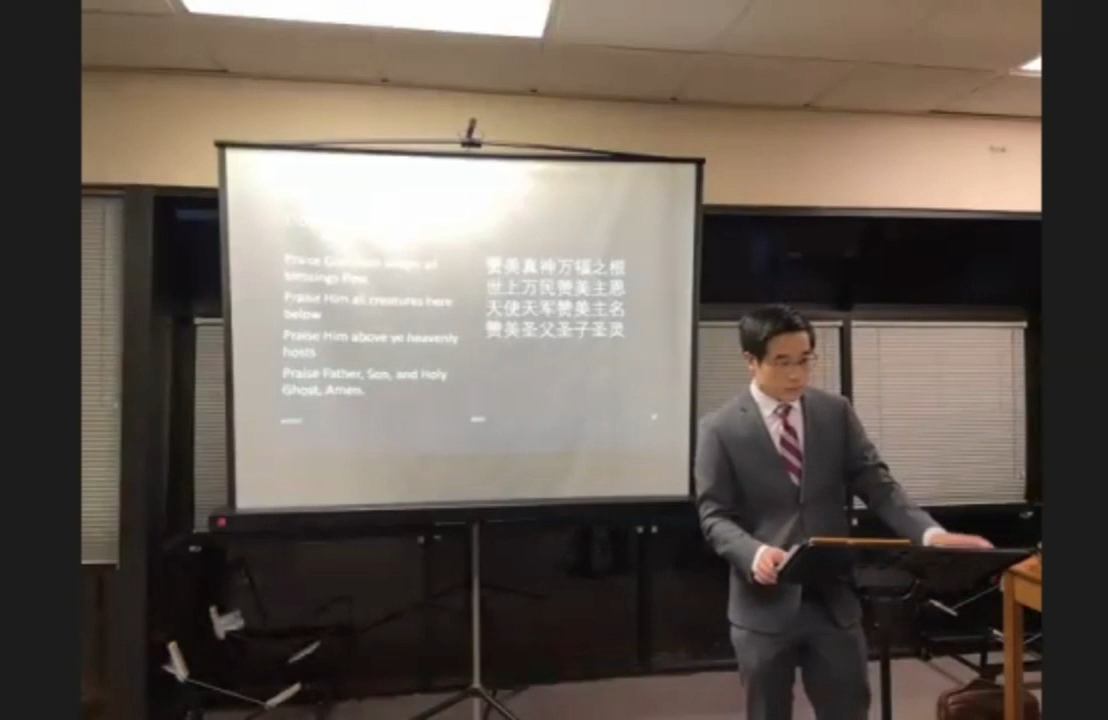 Praise God from whom all
blessings flow
Praise Him all creatures here
below
Praise Him above ye heavenly
hosts
Praise Father, Son, and Holy
Ghost, Amen.
赞美真神万福之根
世上万民赞美主恩
天使天军赞美主名
赞美圣父圣子圣灵